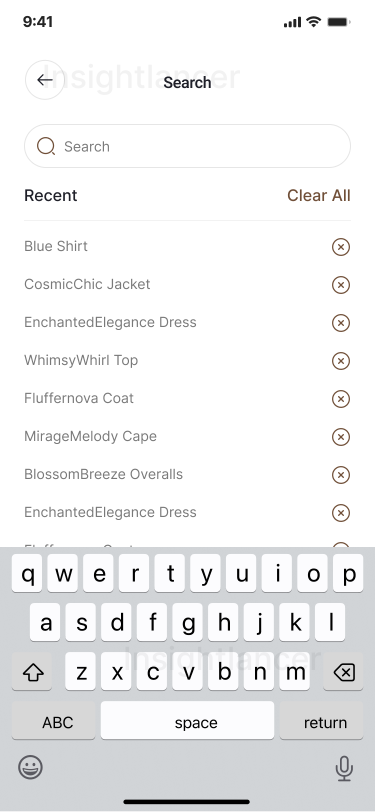 9:41
Insightlancer
Search
Search
Recent Clear All
Blue Shirt
CosmicChic Jacket
EnchantedElegance Dress
WhimsyWhirl Top
Fluffernova Coat
MirageMelody Cape
BlossomBreeze Overalls
EnchantedElegance Dress
q w e r t y u i o p
a s d f g h j k l
Insightlancer
z x c v b n m
ABC space return